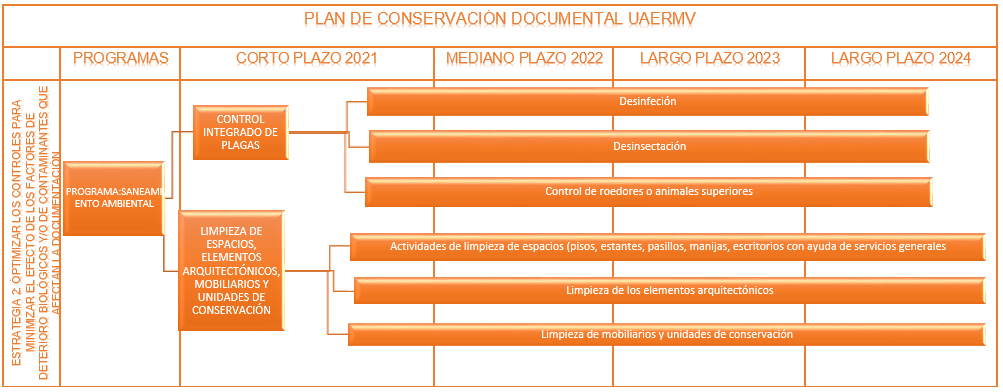 PLAN DE CONSERVACIÓN DOCUMENTAL UAERMV
PROGRAMAS
CORTO PLAZO 2021
MEDIANO PLAZO 2022
LARGO PLAZO 2023
LARGO PLAZO 2024
ESTRATEGIA 2: OPTIMIZAR LOS CONTROLES PARA
MINIMIZAR EL EFECTO DE LOS FACTORES DE
DETERIORO BIOLÓGICOS Y/O DE CONTAMINANTES QUE
AFECTAN LA DOCUMENTACIÓN
PROGRAMA:SANEAMI
ENTO AMBIENTAL
CONTROL
INTEGRADO DE
PLAGAS
Desinfeción
Desinsectación
Control de roedores o animales superiores
LIMPIEZA DE
ESPACIOS,
ELEMENTOS
ARQUITECTÓNICOS,
MOBILIARIOS Y
UNIDADES DE
CONSERVACIÓN
Actividades de limpieza de espacios (pisos, estantes, pasillos, manijas, escritorios con ayuda de servicios generales
Limpieza de los elementos arquitectónicos
Limpieza de mobiliarios y unidades de conservación